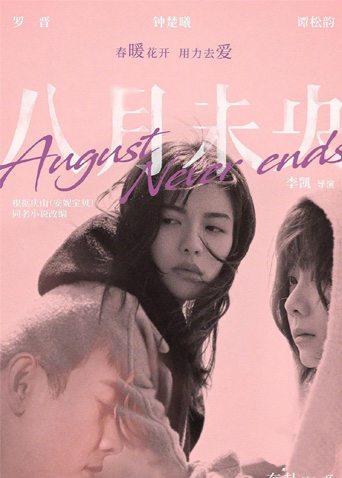 罗晋 钟楚曦 谭松韵
春暖花开 用力去爱
八月未央
August Never ends
李凯 导演
根据庆山(安妮宝贝)
同名小说改编